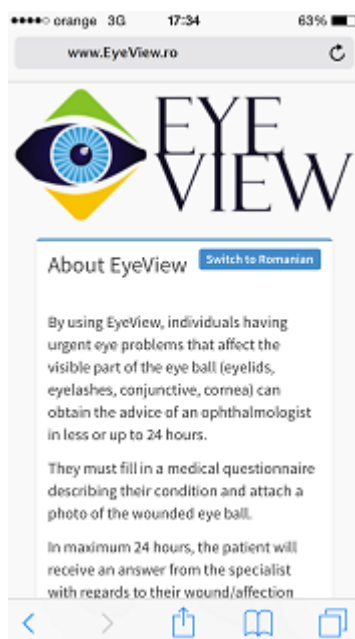 orange 3G 17:34 63%
www.EyeView.ro
EYE
VIEW
About EyeView Switch to Romanian
By using EyeView, individuals having
urgent eye problems that affect the
visible part of the eye ball (eyelids,
eyelashes, conjunctive, cornea) can
obtain the advice of an ophthalmologist
in less or up to 24 hours.
They must fill in a medical questionnaire
describing their condition and attach a
photo of the wounded eye ball.
In maximum 24 hours, the patient will
receive an answer from the specialist
with regards to their wound/affection